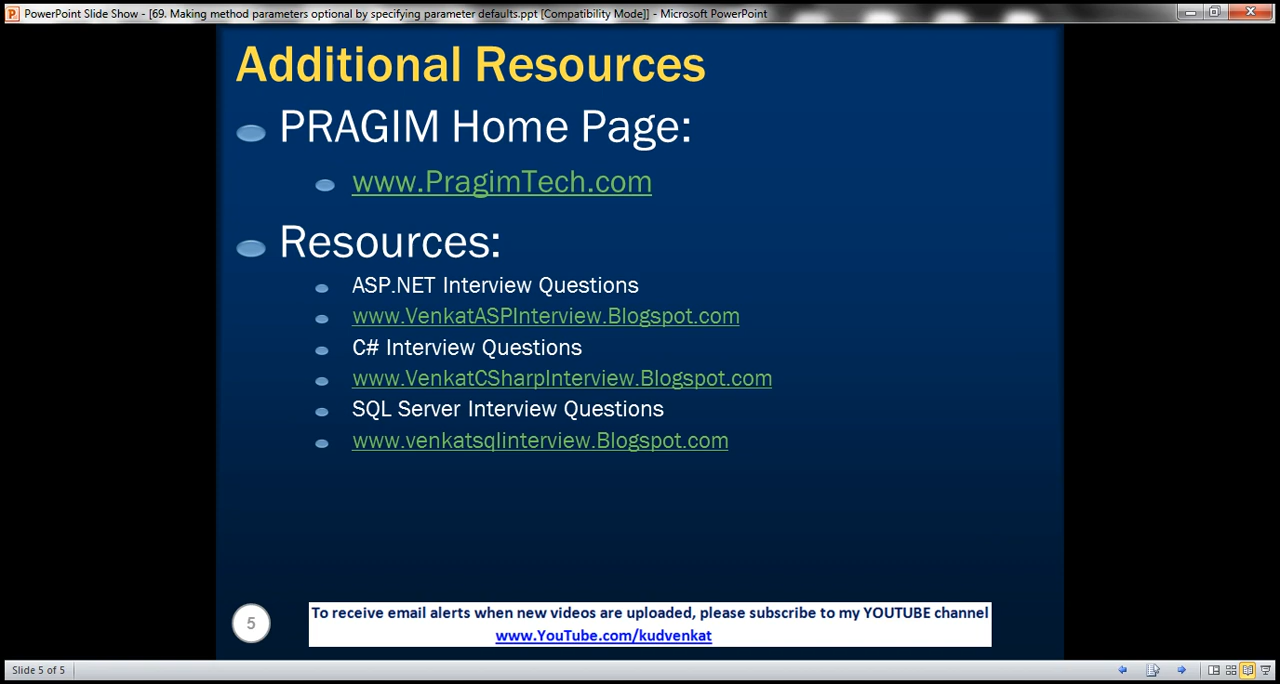 PowerPoint Slide Show - [69. Making method parameters optional by specifying parameter defaults.ppt [Compatibility Mode]] - Microsoft PowerPoint
Additional Resources
PRAGIM Home Page:
www.PragimTech.com
Resources:
ASP.NET Interview Questions
www.VenkatASPInterview.Blogspot.com
C# Interview Questions
www.VenkatCSharpInterview.Blogspot.com
SQL Server Interview Questions
www.venkatsqlinterview.Blogspot.com
5
To receive email alerts when new videos are uploaded, please subscribe to my YOUTUBE channel
www.YouTube.com/kudvenkat
Slide 5 of 5